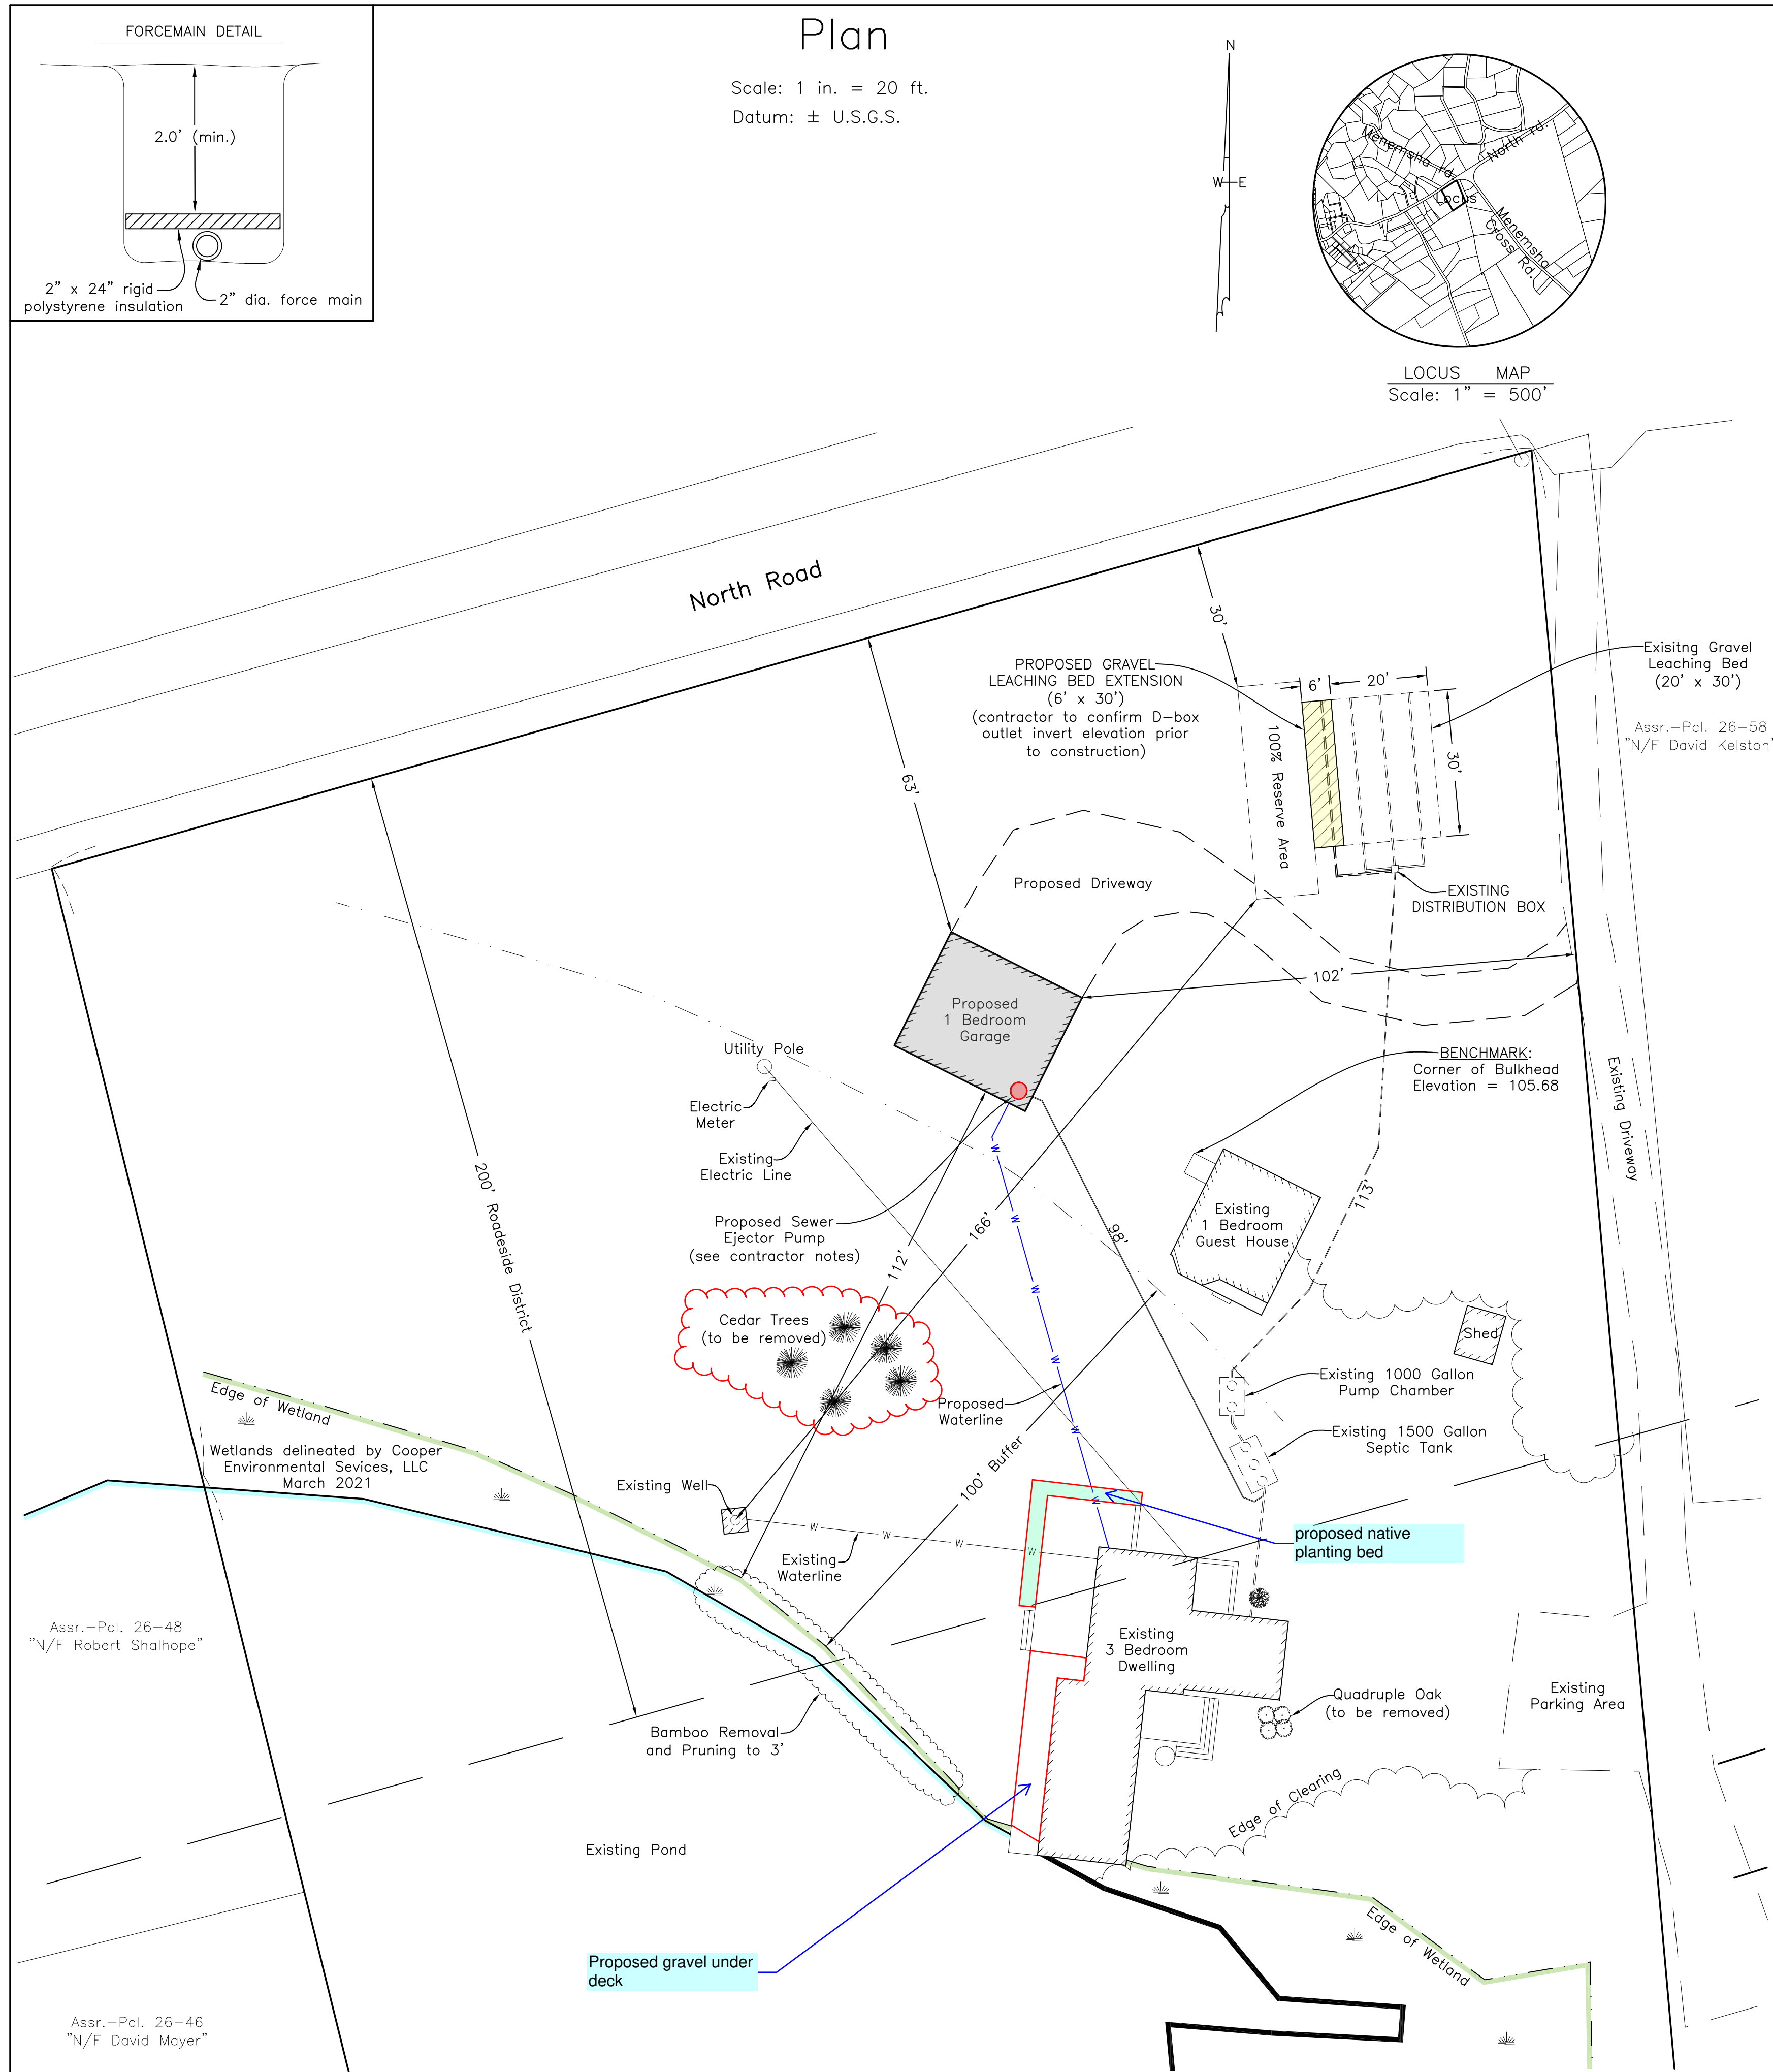 FORCEMAIN DETAIL
2.0' (min.)
2" x 24" rigid
polystyrene insulation
2" dia. force main
Plan
Scale: 1 in. = 20 ft.
Datum: ± U.S.G.S.
N
W
E
Menemsha rd.
North rd.
Locus
Menemsha
Cross Rd.
LOCUS MAP
Scale: 1" = 500'
North Road
30'
PROPOSED GRAVEL
LEACHING BED EXTENSION
(6' x 30')
(contractor to confirm D-box
outlet invert elevation prior
to construction)
6'
20'
30'
Exisitng Gravel
Leaching Bed
(20' x 30')
Assr.-Pcl. 26-58
"N/F David Kelston"
100% Reserve Area
63'
Proposed Driveway
EXISTING
DISTRIBUTION BOX
102'
Proposed
1 Bedroom
Garage
Utility Pole
Electric
Meter
Existing
Electric Line
BENCHMARK:
Corner of Bulkhead
Elevation = 105.68
Existing Driveway
200' Roadeside District
Proposed Sewer
Ejector Pump
(see contractor notes)
112'
166'
98'
113'
W
W
W
W
W
W
Existing
1 Bedroom
Guest House
Cedar Trees
(to be removed)
Shed
Edge of Wetland
Wetlands delineated by Cooper
Environmental Sevices, LLC
March 2021
Proposed
Waterline
Existing 1000 Gallon
Pump Chamber
Existing 1500 Gallon
Septic Tank
100' Buffer
Existing Well
W
W
W
W
Existing
Waterline
proposed native
planting bed
Assr.-Pcl. 26-48
"N/F Robert Shalhope"
Existing
3 Bedroom
Dwelling
Existing
Parking Area
Quadruple Oak
(to be removed)
Bamboo Removal
and Pruning to 3'
Edge of Clearing
Existing Pond
Edge of Wetland
Proposed gravel under
deck
Assr.-Pcl. 26-46
"N/F David Mayer"